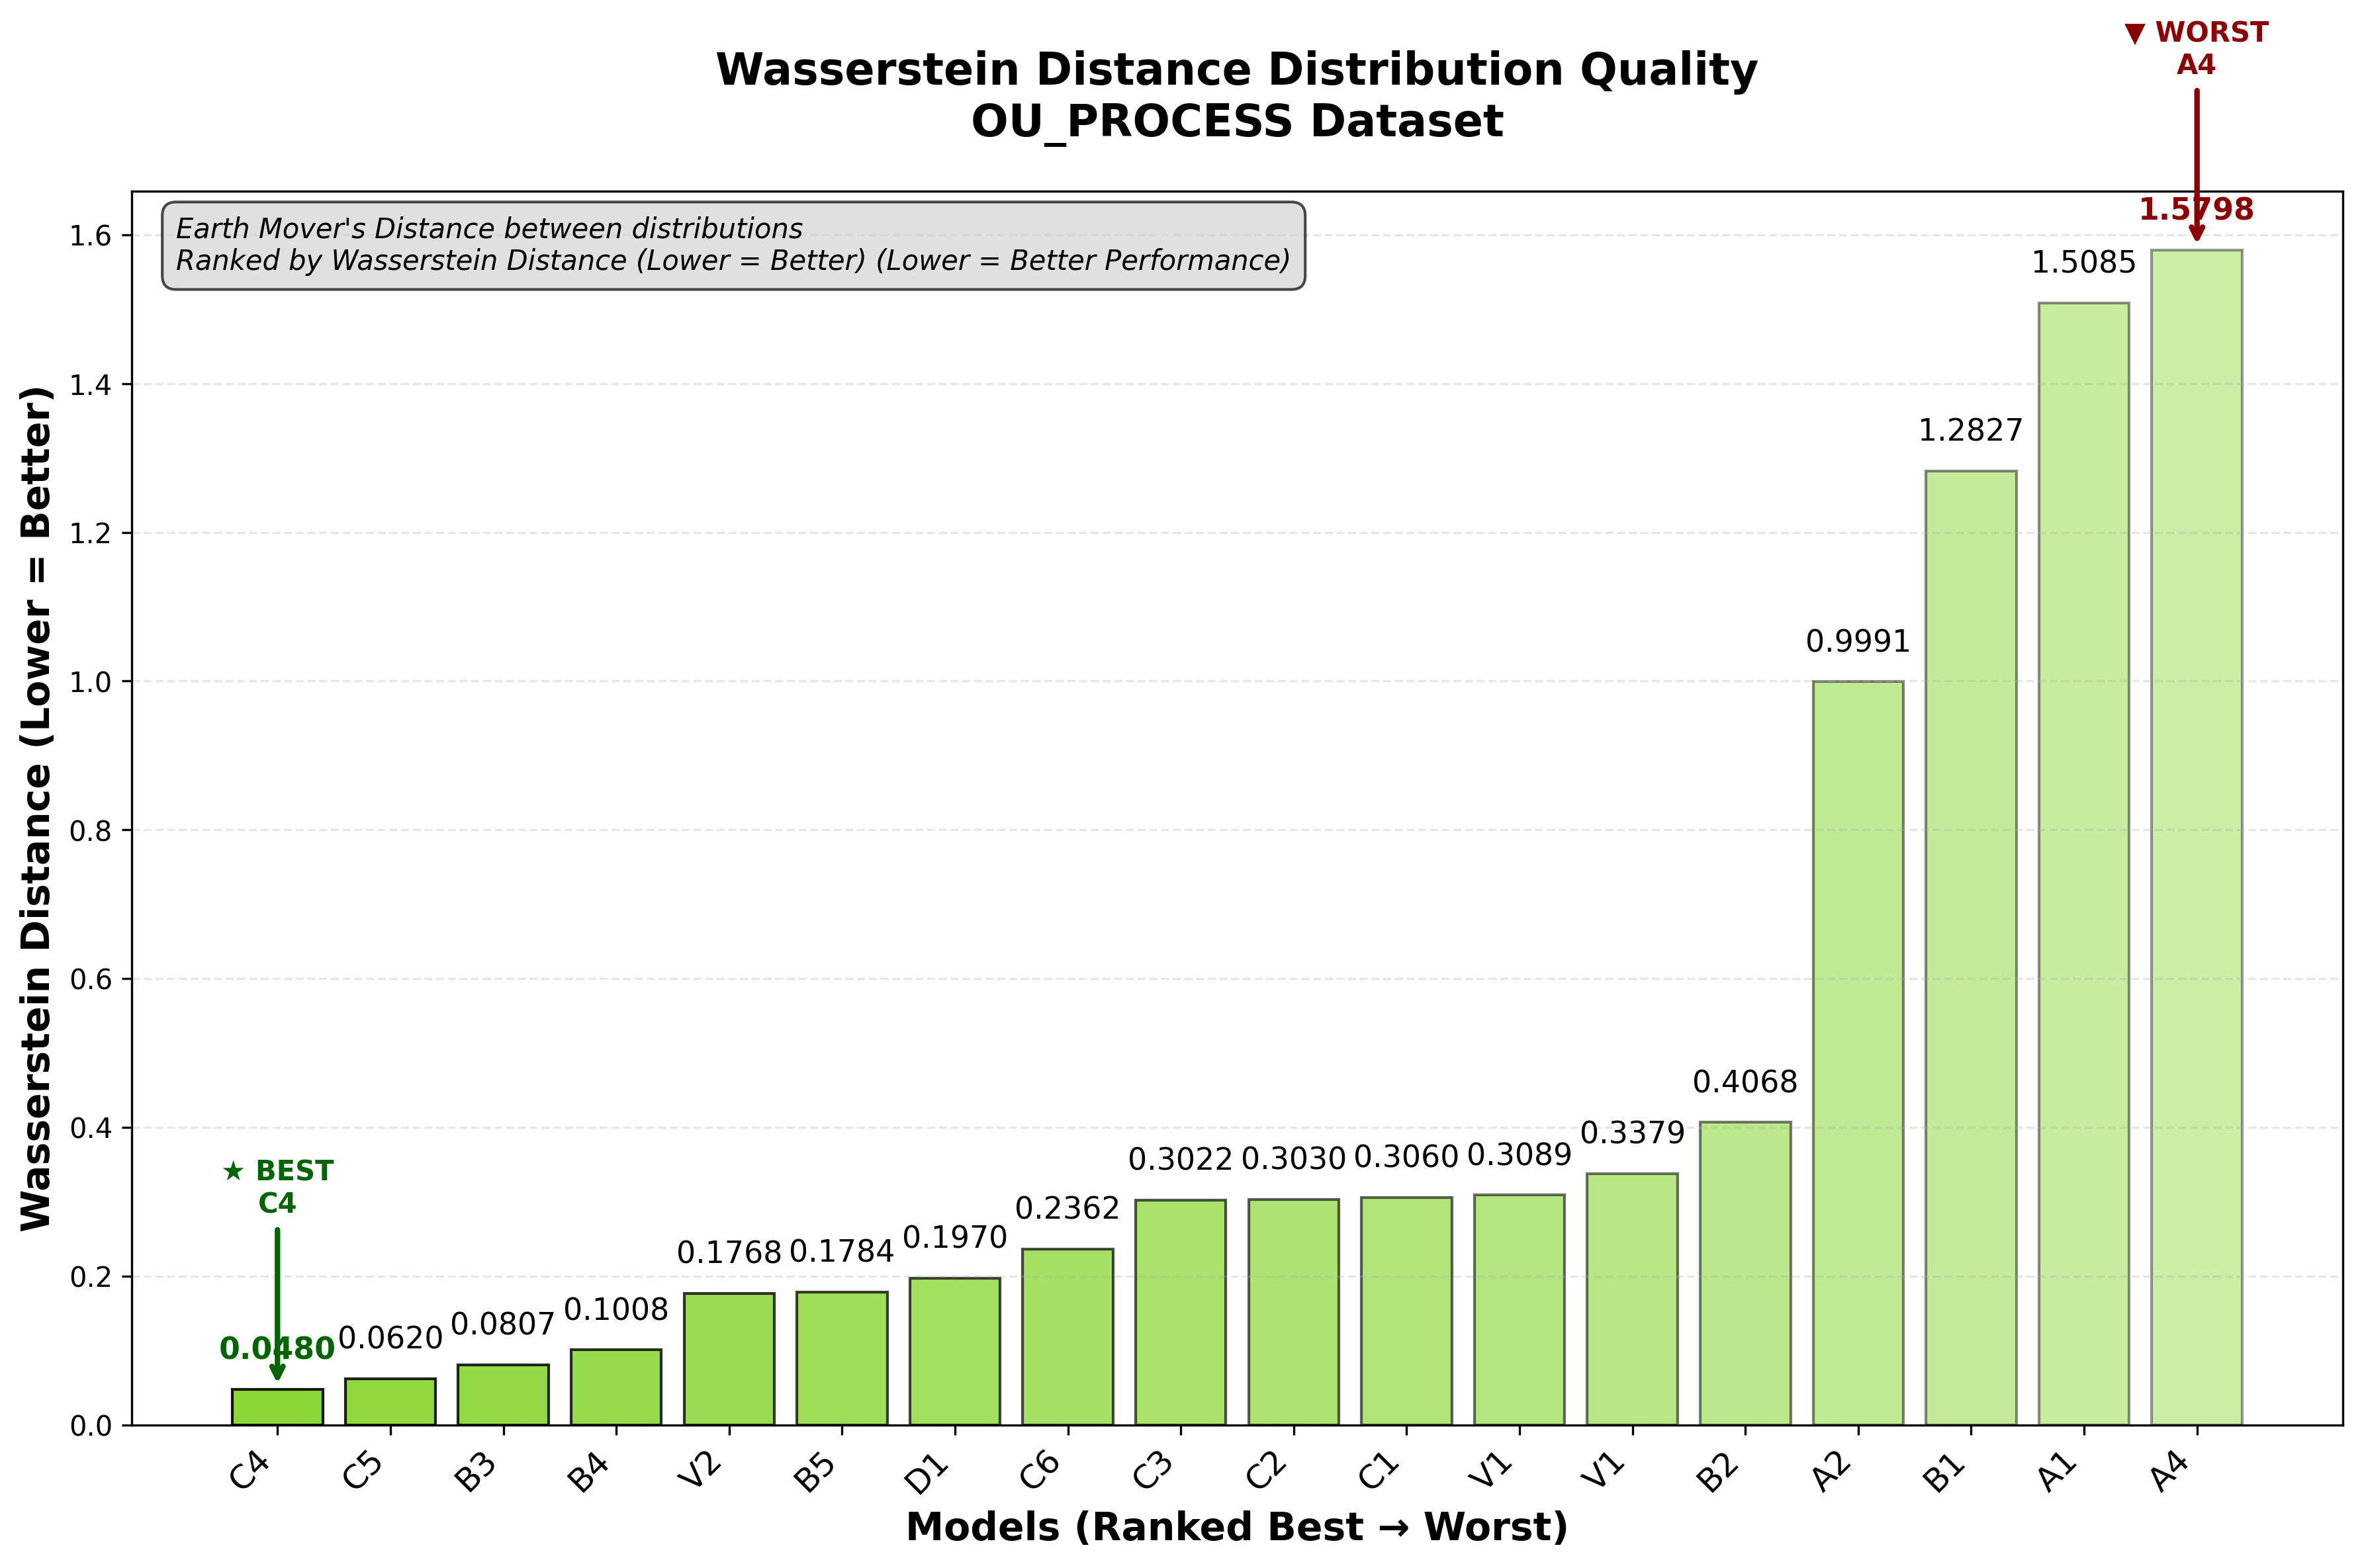 ▼ WORST
A4
Wasserstein Distance Distribution Quality
OU_PROCESS Dataset
Earth Mover's Distance between distributions
Ranked by Wasserstein Distance (Lower = Better) (Lower = Better Performance)
Wasserstein Distance (Lower = Better)
1.6
1.4
1.2
1.0
0.8
0.6
0.4
0.2
0.0
★ BEST
C4
0.0480
0.0620
0.0807
0.1008
0.1768
0.1784
0.1970
0.2362
0.3022
0.3030
0.3060
0.3089
0.3379
0.4068
0.9991
1.2827
1.5085
1.5798
C4
C5
B3
B4
V2
B5
D1
C6
C3
C2
C1
V1
V1
B2
A2
B1
A1
A4
Models (Ranked Best → Worst)